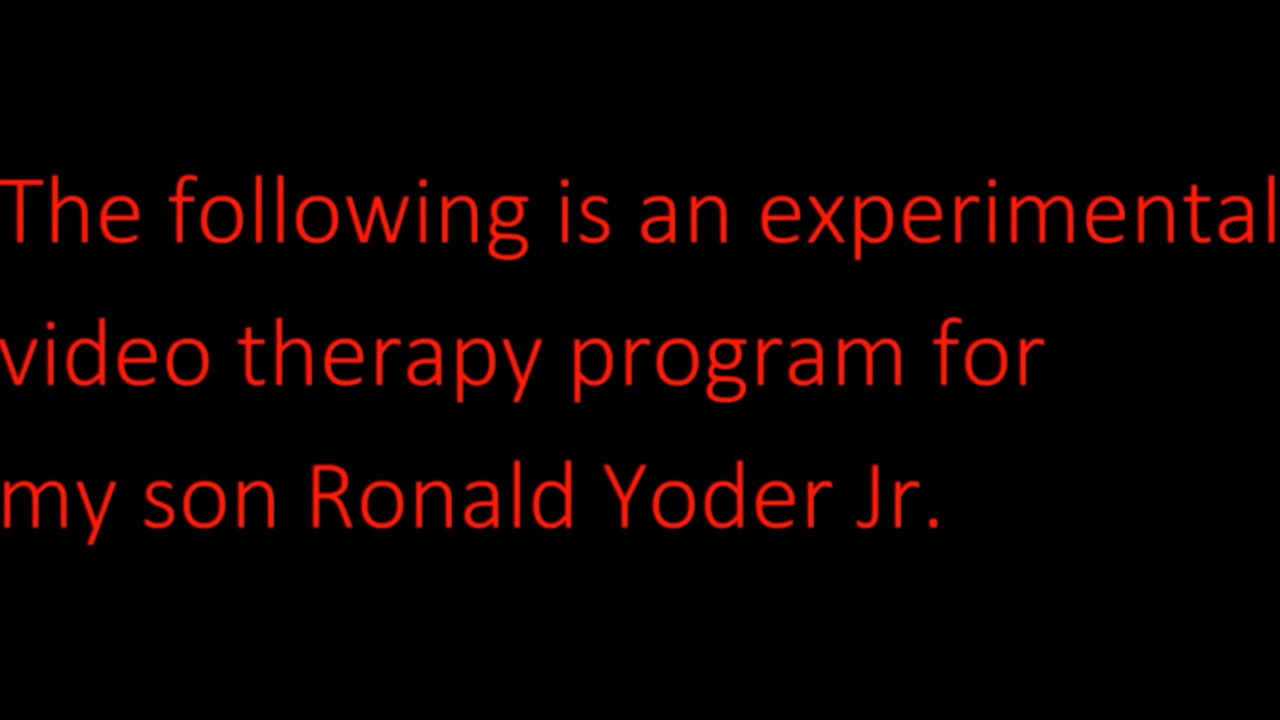 The following is an experimental
video therapy program for
my son Ronald Yoder Jr.